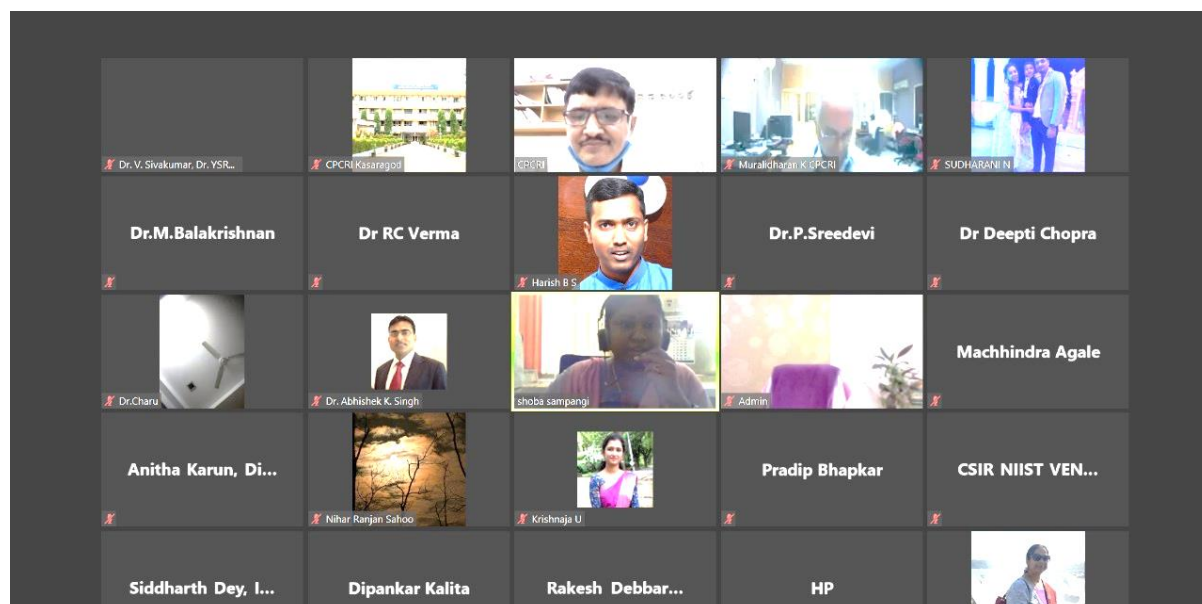 Dr. V. Sivakumar, Dr. YSR...
CPCRI Kasaragod
CPCRI
Muralidharan K CPCRI
SUDHARANI N
Dr.M.Balakrishnan
Dr RC Verma
Harish B S
Dr.P.Sreedevi
Dr Deepti Chopra
Dr.Charu
Dr. Abhishek K. Singh
shoba sampangi
Admin
Machhindra Agale
Anitha Karun, Di...
Nihar Ranjan Sahoo
Krishnaja U
Pradip Bhapkar
CSIR NIIST VEN...
Siddharth Dey, I...
Dipankar Kalita
Rakesh Debbar...
HP